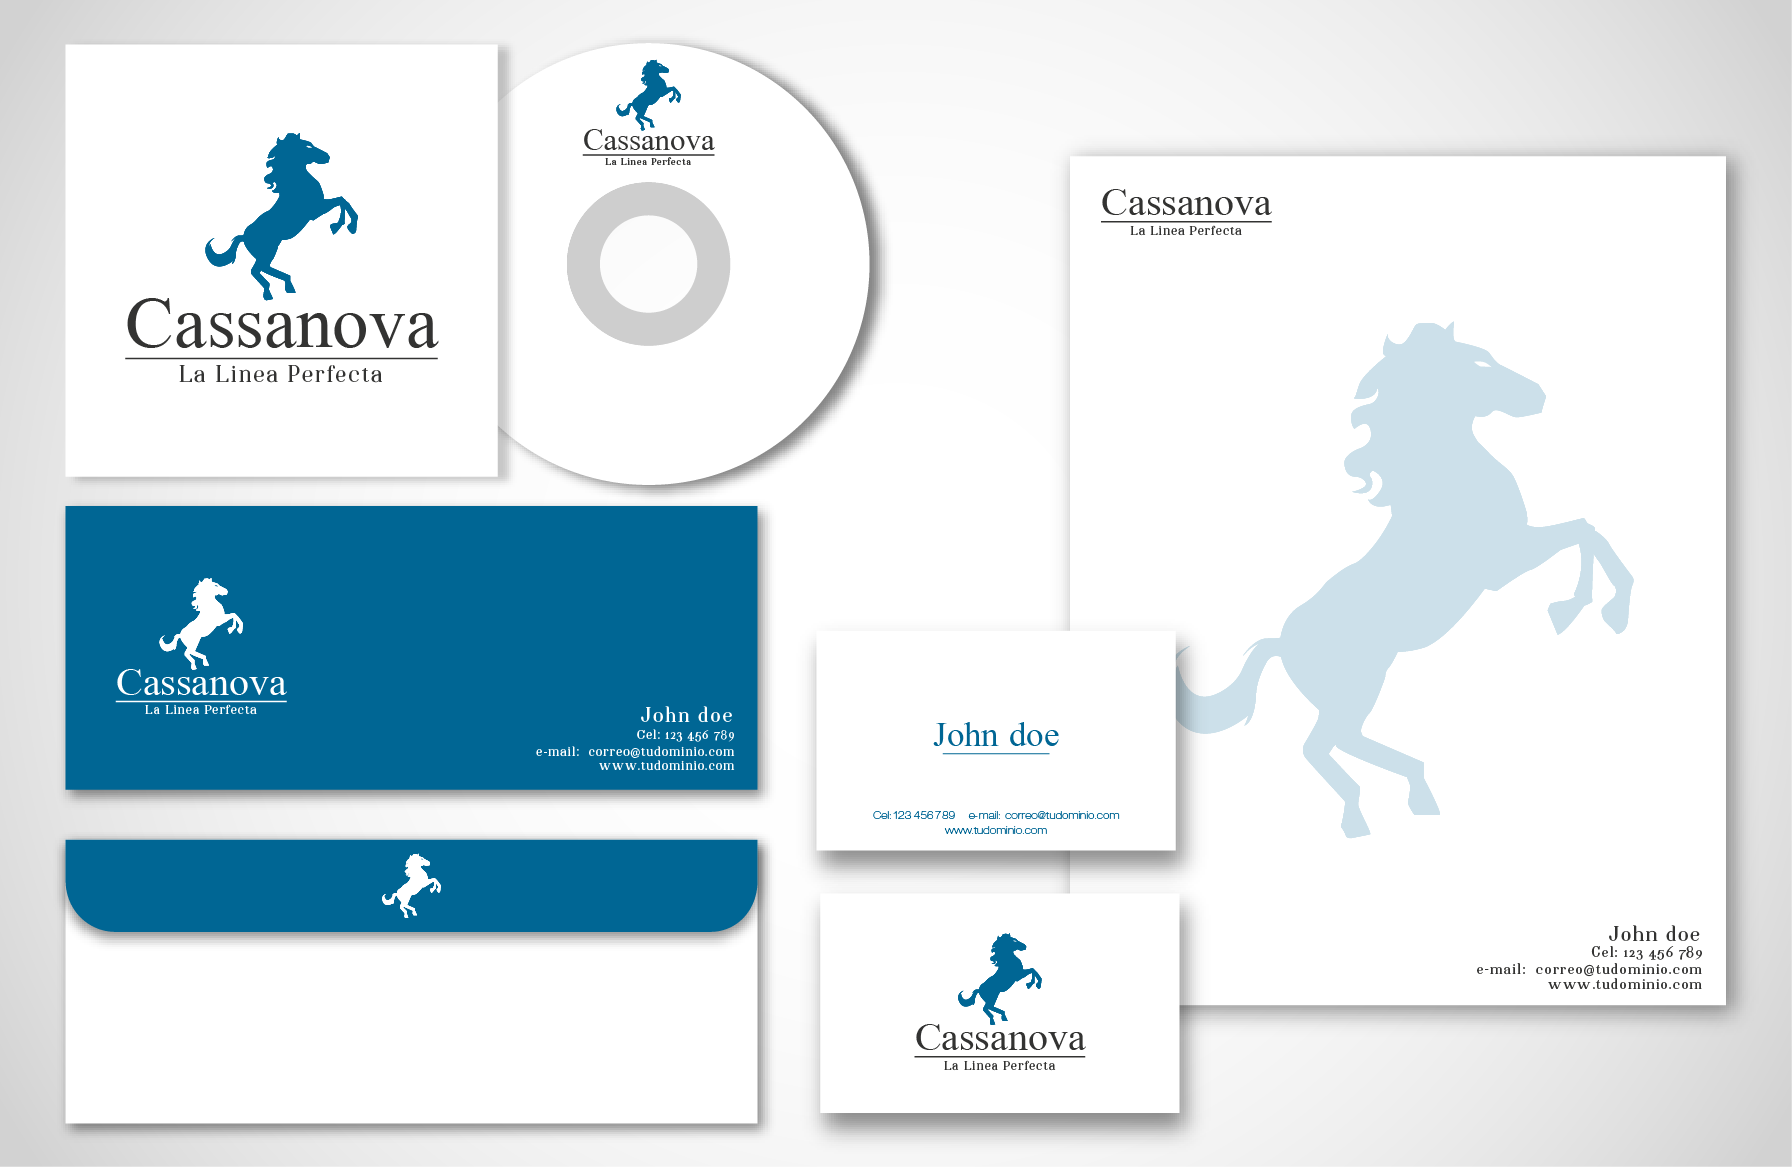 Cassanova
La Linea Perfecta
Cassanova
La Linea Perfecta
Cassanova
La Linea Perfecta
Cassanova
La Linea Perfecta
John doe
Cel: 123 456 789
e-mail: correo@tudominio.com
www.tudominio.com
John doe
Cel: 123 456 789 e-mail: correo@tudominio.com
www.tudominio.com
Cassanova
La Linea Perfecta
John doe
Cel: 123 456 789
e-mail: correo@tudominio.com
www.tudominio.com